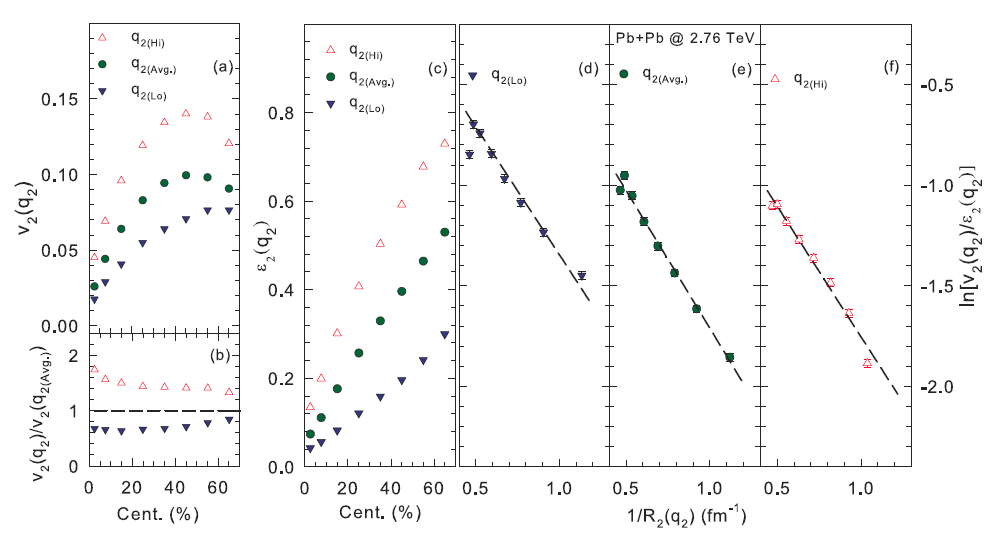 q2(Hi)
q2(Avg.)
q2(Lo)
(a)
v2(q2)
0.15
0.10
0.05
0.00
(b)
v2(q2)/v2(q2(Avg.))
2
1
0
0 20 40 60
Cent. (%)
q2(Hi)
q2(Avg.)
q2(Lo)
(c)
ε2(q2)
0.8
0.6
0.4
0.2
0.0
0 20 40 60
Cent. (%)
q2(Lo)
(d)
0.5 1.0
Pb+Pb @ 2.76 TeV
q2(Avg.)
(e)
0.5 1.0
1/R2(q2) (fm-1)
q2(Hi)
(f)
0.5 1.0
-0.5
-1.0
-1.5
-2.0
ln[v2(q2)/ε2(q2)]